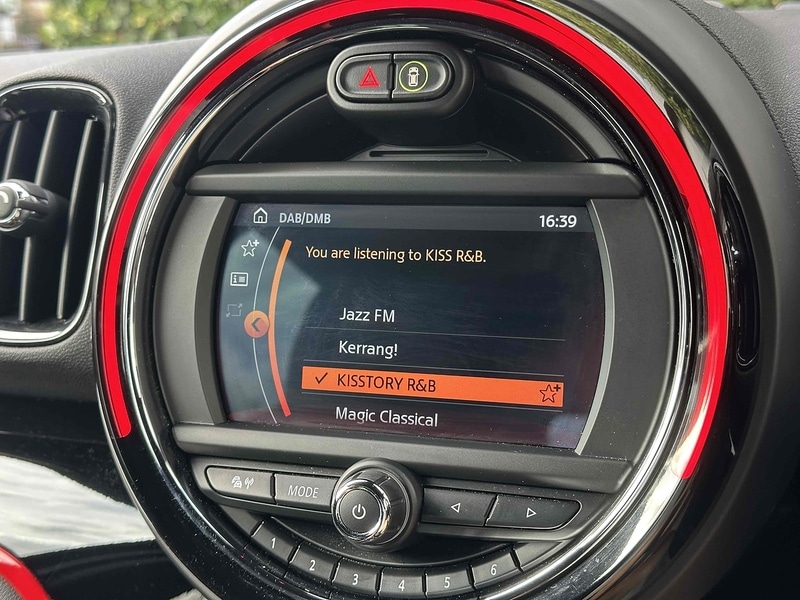 DAB/DMB 16:39
You are listening to KISS R&B.
Jazz FM
Kerrang!
KISSTORY R&B
Magic Classical
MODE
1 2 3 4 5 6